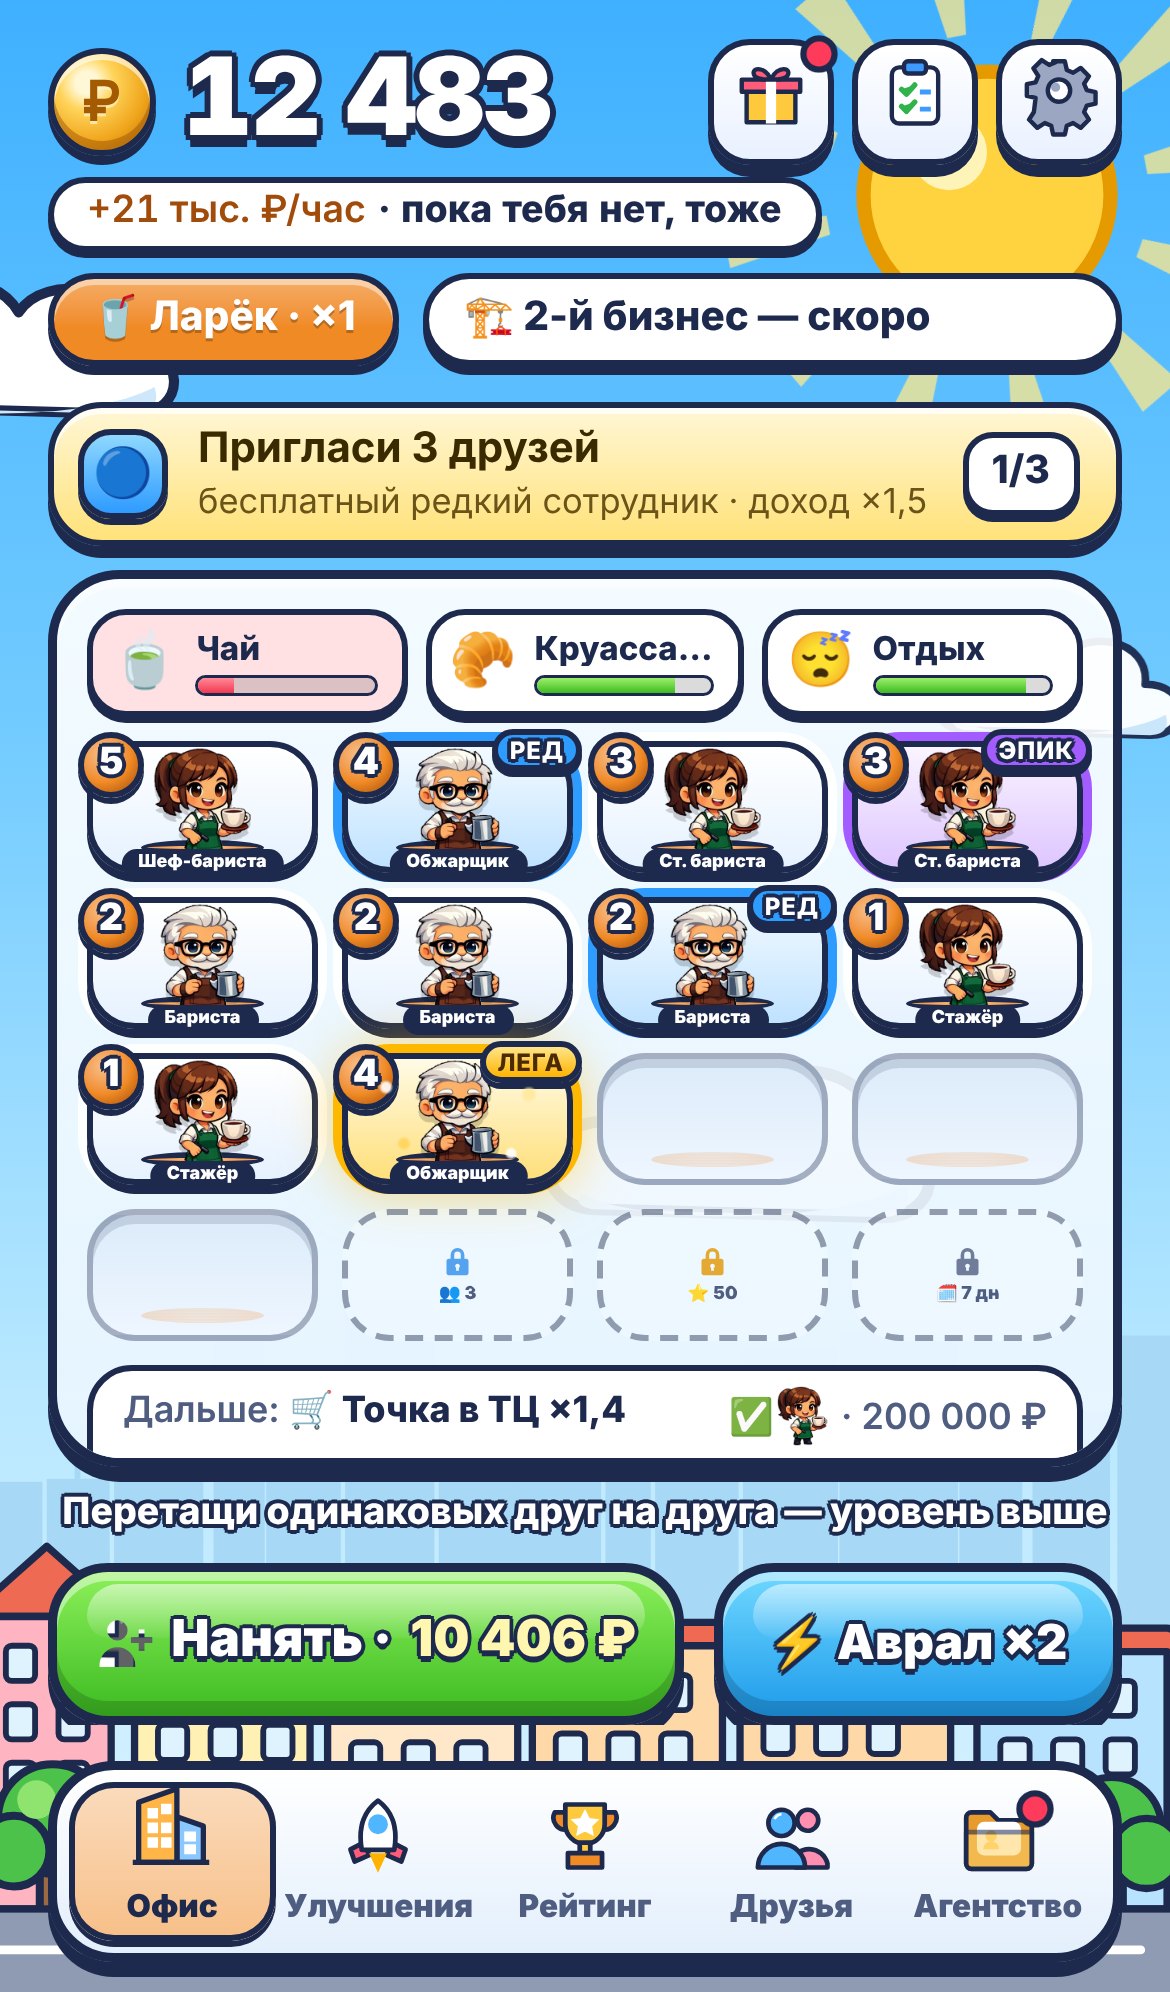 ₽ 12 483
+21 тыс. ₽/час · пока тебя нет, тоже
Ларёк · ×1
2-й бизнес — скоро
Пригласи 3 друзей
бесплатный редкий сотрудник · доход ×1,5
1/3
Чай
Круасса...
Отдых
5 Шеф-бариста
4 РЕД Обжарщик
3 Ст. бариста
3 ЭПИК Ст. бариста
2 Бариста
2 Бариста
2 РЕД Бариста
1 Стажёр
1 Стажёр
4 ЛЕГА Обжарщик
3
50
7 дн
Дальше: Точка в ТЦ ×1,4
· 200 000 ₽
Перетащи одинаковых друг на друга — уровень выше
Нанять · 10 406 ₽
Аврал ×2
Офис
Улучшения
Рейтинг
Друзья
Агентство